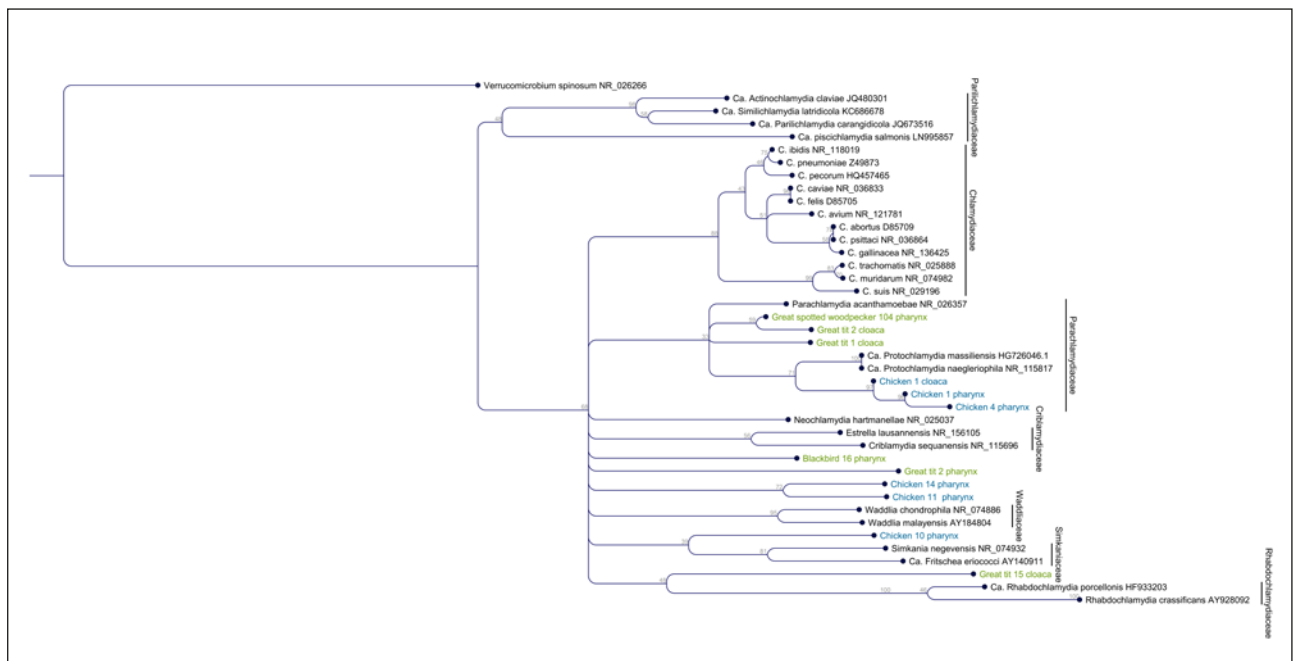 Verrucomicrobium spinosum NR_026266
Ca. Actinochlamydia claviae JQ480301
Ca. Similichlamydia latridicola KC686678
Ca. Parilichlamydia carangidicola JQ673516
Ca. piscichlamydia salmonis LN995857
Parilichlamydiaceae
C. ibidis NR_118019
C. pneumoniae Z49873
C. pecorum HQ457465
C. caviae NR_036833
C. felis D85705
C. avium NR_121781
C. abortus D85709
C. psittaci NR_036864
C. gallinacea NR_136425
C. trachomatis NR_025888
C. muridarum NR_074982
C. suis NR_029196
Chlamydiaceae
Parachlamydia acanthamoebae NR_026357
Great spotted woodpecker 104 pharynx
Great tit 2 cloaca
Great tit 1 cloaca
Ca. Protochlamydia massiliensis HG726046.1
Ca. Protochlamydia naegleriophila NR_115817
Chicken 1 cloaca
Chicken 1 pharynx
Chicken 4 pharynx
Parachlamydiaceae
Neochlamydia hartmanellae NR_025037
Estrella lausannensis NR_156105
Criblamydia sequanensis NR_115696
Criblamydiaceae
Blackbird 16 pharynx
Great tit 2 pharynx
Chicken 14 pharynx
Chicken 11 pharynx
Waddlia chondrophila NR_074886
Waddlia malayensis AY184804
Waddliaceae
Chicken 10 pharynx
Simkania negevensis NR_074932
Ca. Fritschea eriococci AY140911
Simkaniaceae
Great tit 15 cloaca
Ca. Rhabdochlamydia porcellonis HF933203
100
Rhabdochlamydia crassificans AY928092
Rhabdochlamydiaceae